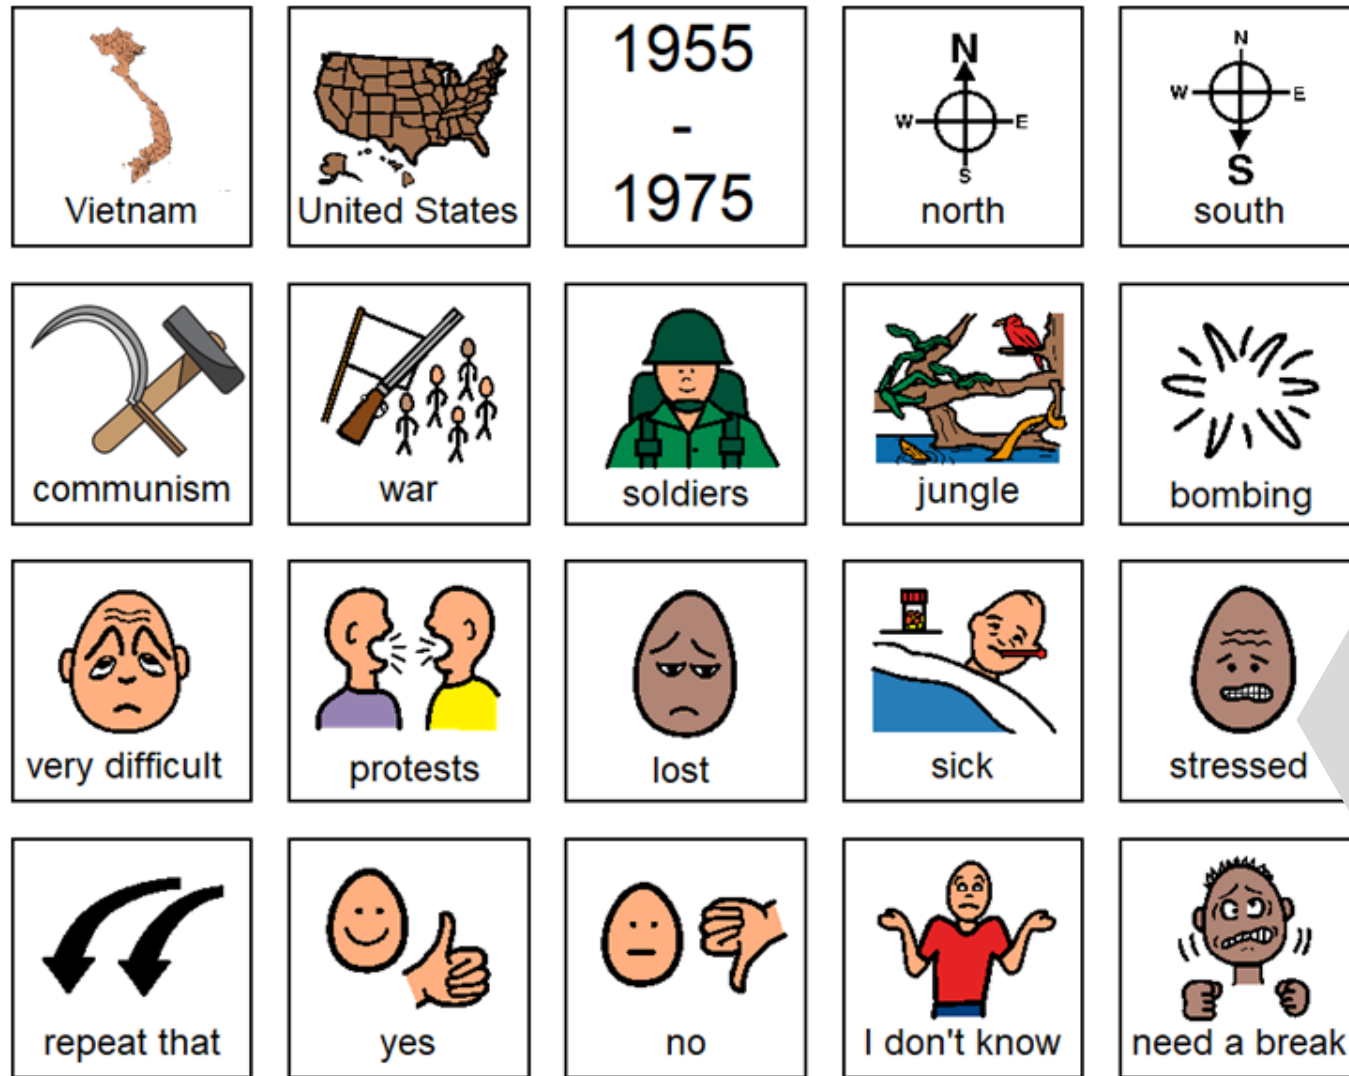 Vietnam
United States
1955
-
1975
N
W E
S
north
N
W E
S
south
communism
war
soldiers
jungle
bombing
very difficult
protests
lost
sick
stressed
repeat that
yes
no
I don't know
need a break